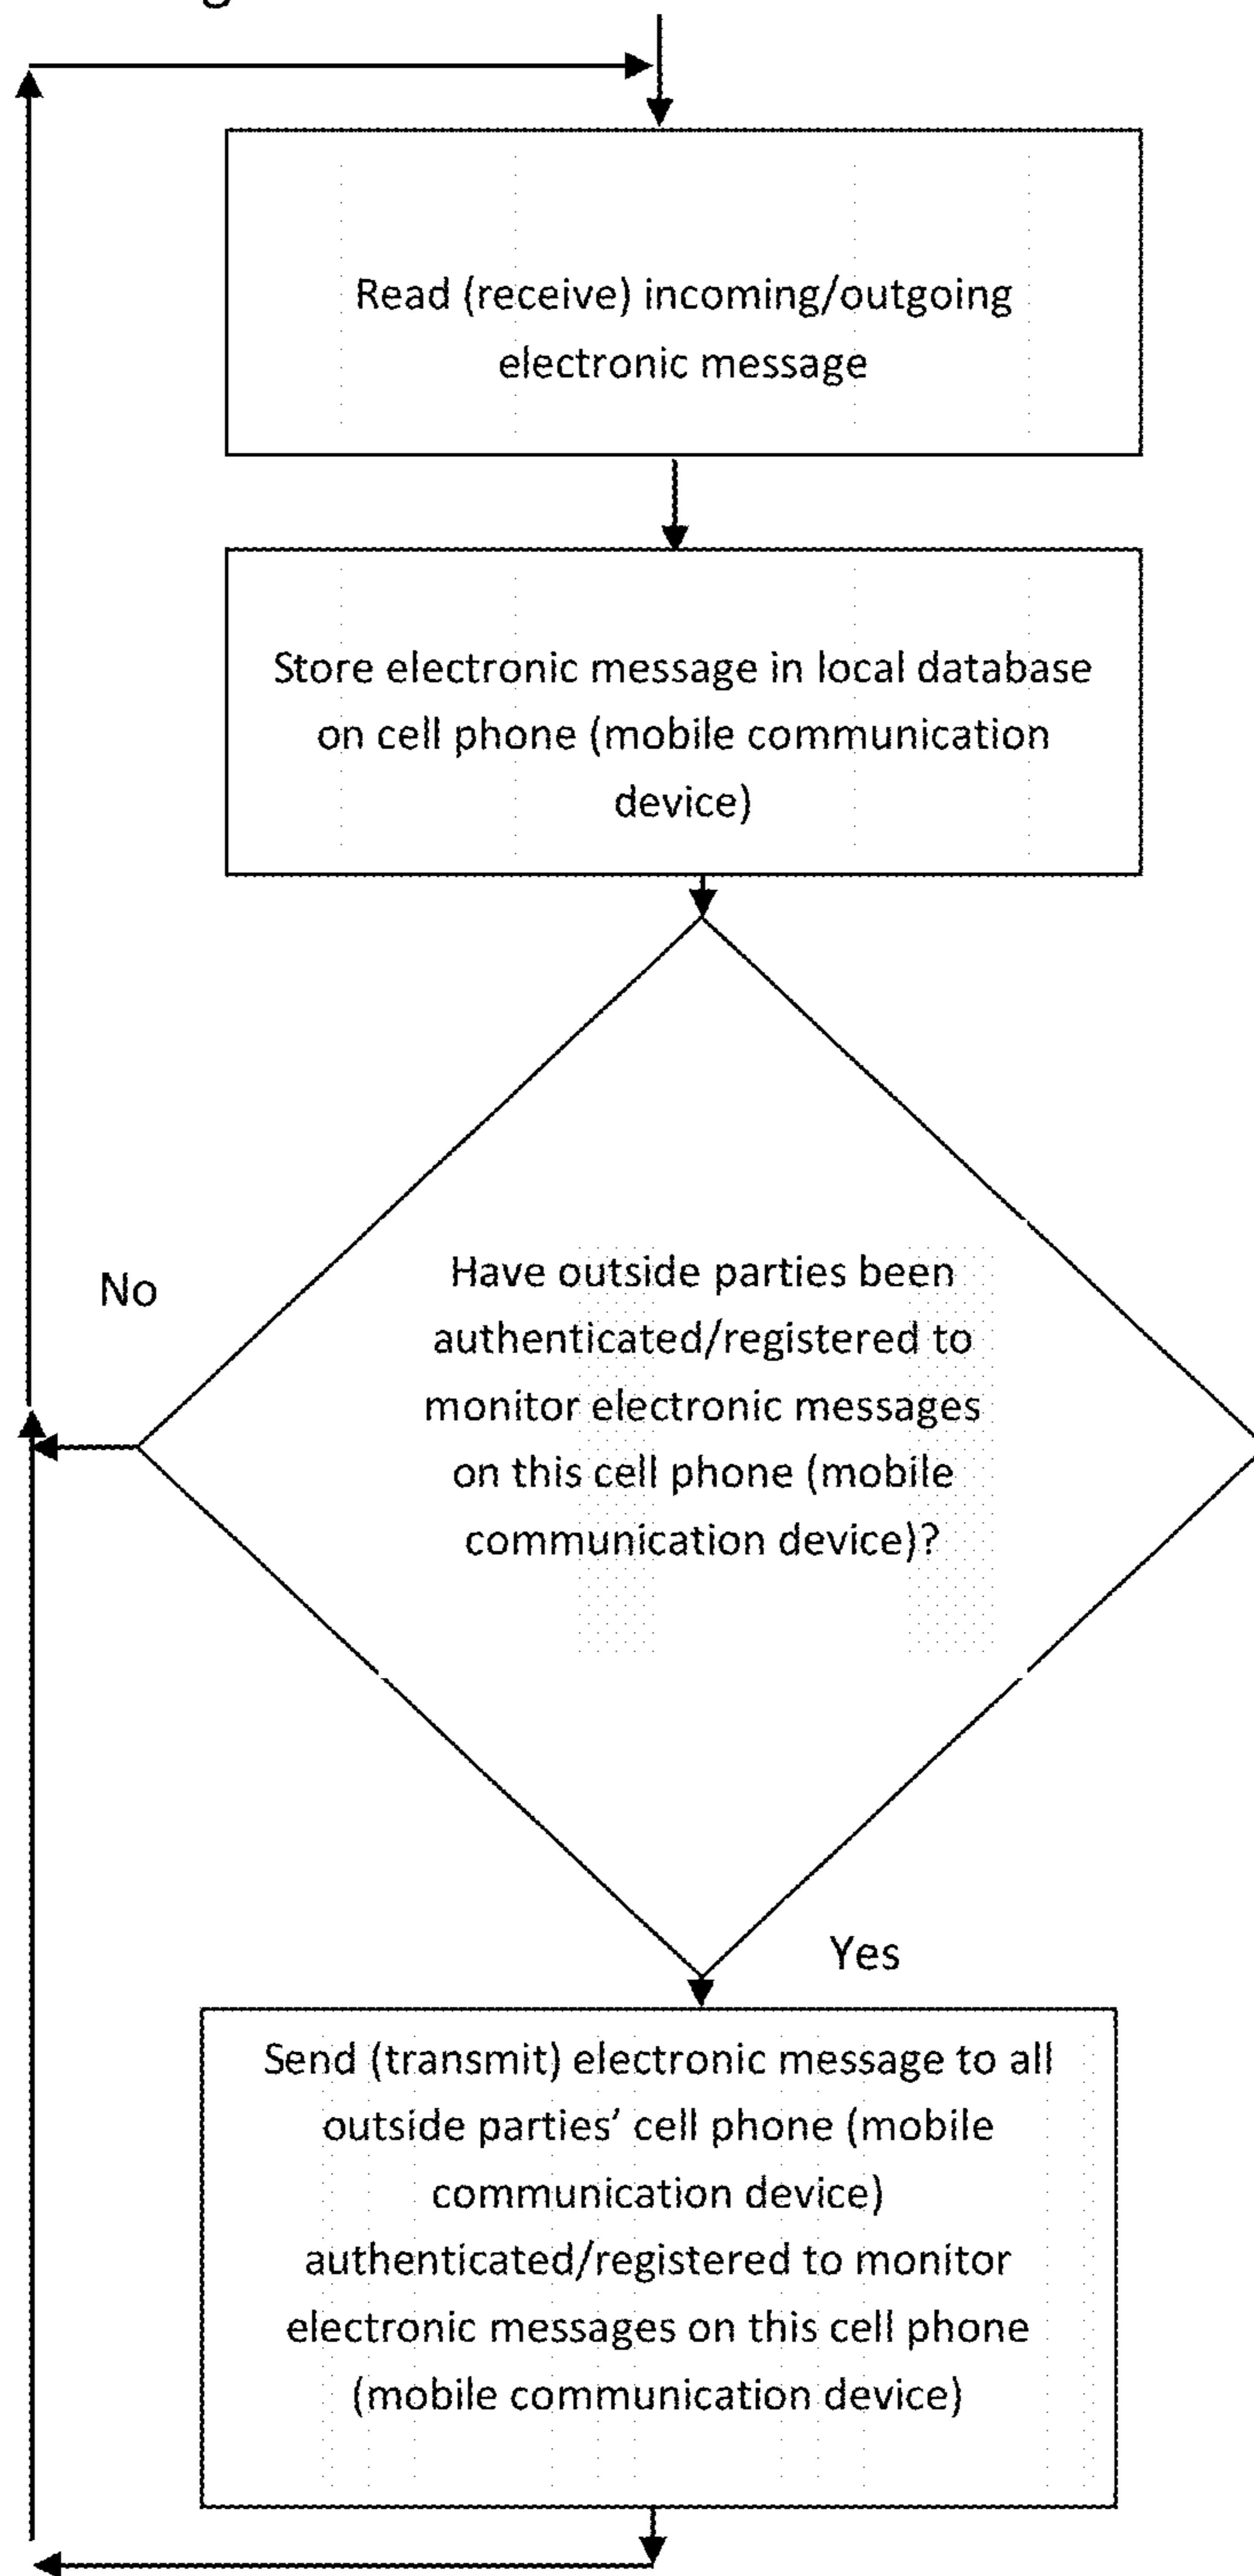 Read (receive) incoming/outgoing
electronic message
Store electronic message in local database
on cell phone (mobile communication
device)
No
Have outside parties been
authenticated/registered to
monitor electronic messages
on this cell phone (mobile
communication device)?
Yes
Send (transmit) electronic message to all
outside parties’ cell phone (mobile
communication device)
authenticated/registered to monitor
electronic messages on this cell phone
(mobile communication device)